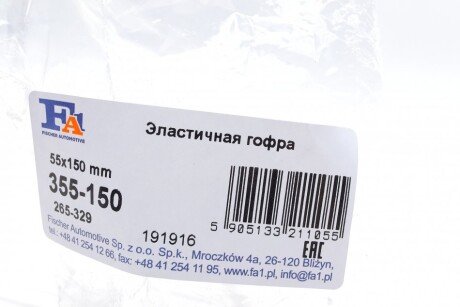 FA1
FISCHER AUTOMOTIVE
Эластичная гофра
55x150 mm
355-150
265-329
191916
5 905133 211055
EAC
Fischer Automotive Sp. z o.o. Sp.k., Mroczków 4a, 26-120 Bliżyn,
tel.: +48 41 254 12 66, fax: +48 41 254 11 95, www.fa1.pl, info@fa1.pl